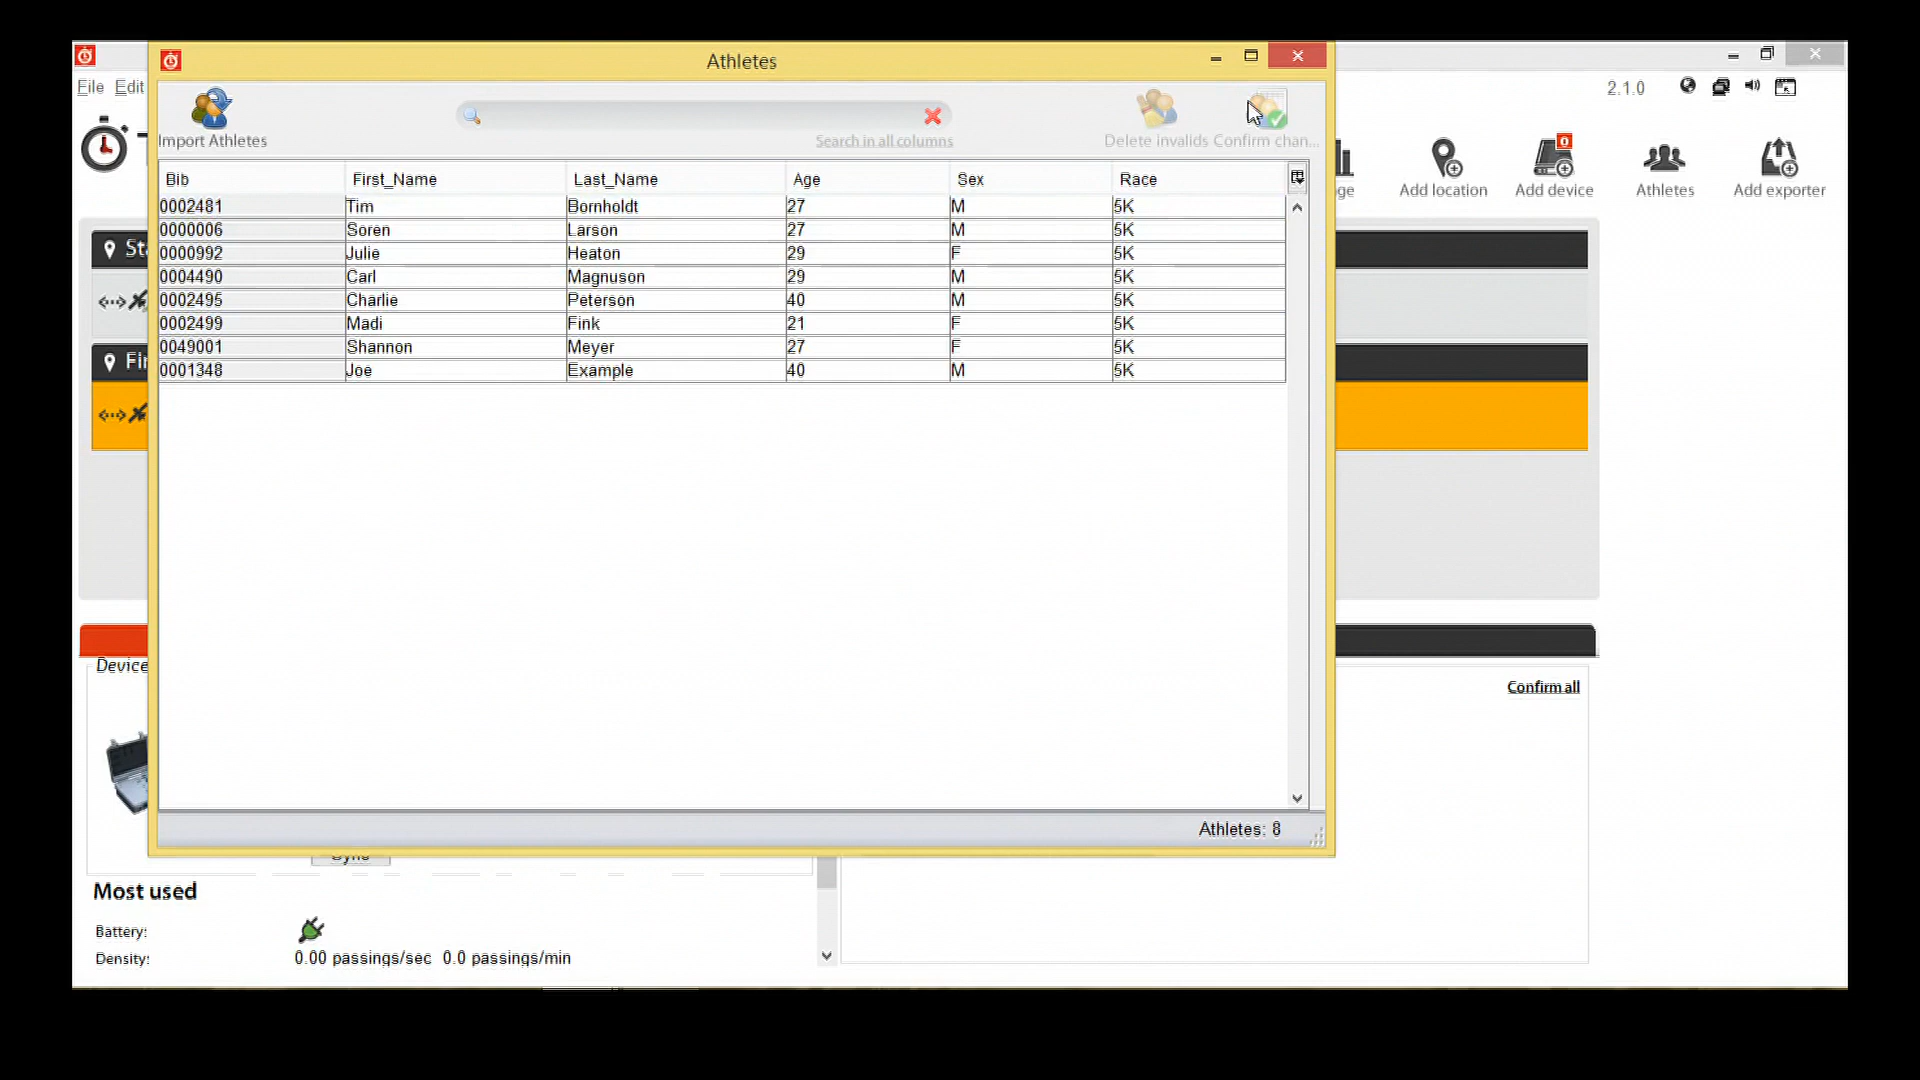 Athletes
File Edit
2.1.0
Import Athletes
Search in all columns
Delete invalids Confirm chan...
Add location
Add device
0
Athletes
Add exporter
Bib First_Name Last_Name Age Sex Race
0002481 Tim Bornholdt 27 M 5K
0000006 Soren Larson 27 M 5K
0000992 Julie Heaton 29 F 5K
0004490 Carl Magnuson 29 M 5K
0002495 Charlie Peterson 40 M 5K
0002499 Madi Fink 21 F 5K
0049001 Shannon Meyer 27 F 5K
0001348 Joe Example 40 M 5K
Device
Confirm all
Athletes: 8
Sync
Most used
Battery:
Density: 0.00 passings/sec 0.0 passings/min